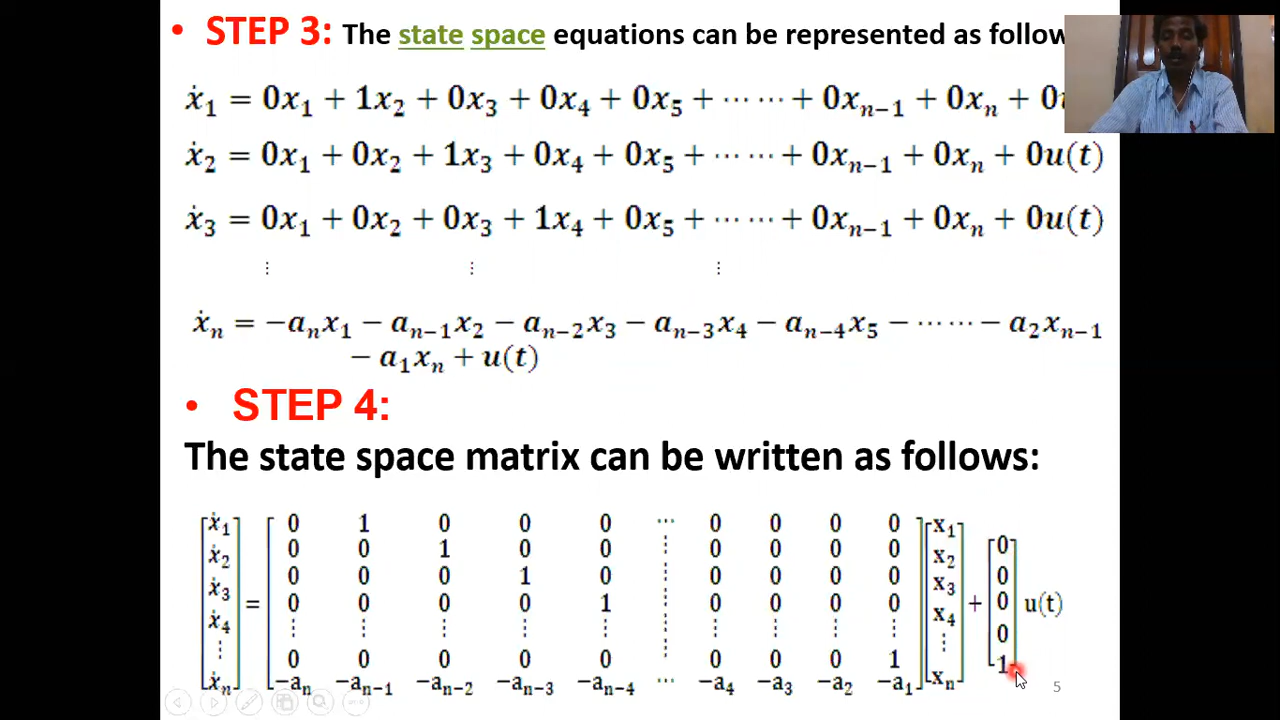 • STEP 3: The state space equations can be represented as follow
ẋ₁ = 0x₁ + 1x₂ + 0x₃ + 0x₄ + 0x₅ + ⋯ ⋯ + 0xₙ₋₁ + 0xₙ + 0
ẋ₂ = 0x₁ + 0x₂ + 1x₃ + 0x₄ + 0x₅ + ⋯ ⋯ + 0xₙ₋₁ + 0xₙ + 0u(t)
ẋ₃ = 0x₁ + 0x₂ + 0x₃ + 1x₄ + 0x₅ + ⋯ ⋯ + 0xₙ₋₁ + 0xₙ + 0u(t)
⋮ ⋮ ⋮
ẋₙ = −aₙx₁ − aₙ₋₁x₂ − aₙ₋₂x₃ − aₙ₋₃x₄ − aₙ₋₄x₅ − ⋯ ⋯ − a₂xₙ₋₁
− a₁xₙ + u(t)
• STEP 4:
The state space matrix can be written as follows:
ẋ₁ 0 1 0 0 0 ⋯ 0 0 0 0 x₁ 0
ẋ₂ 0 0 1 0 0 ⋮ 0 0 0 0 x₂ 0
ẋ₃ 0 0 0 1 0 ⋮ 0 0 0 0 x₃ 0
ẋ₄ = 0 0 0 0 1 ⋮ 0 0 0 0 x₄ + 0 u(t)
⋮ ⋮ ⋮ ⋮ ⋮ ⋮ ⋮ ⋮ ⋮ ⋮ ⋮ ⋮ 0
0 0 0 0 0 ⋮ 0 0 0 1 1
ẋₙ −aₙ −aₙ₋₁ −aₙ₋₂ −aₙ₋₃ −aₙ₋₄ ⋯ −a₄ −a₃ −a₂ −a₁ xₙ
5